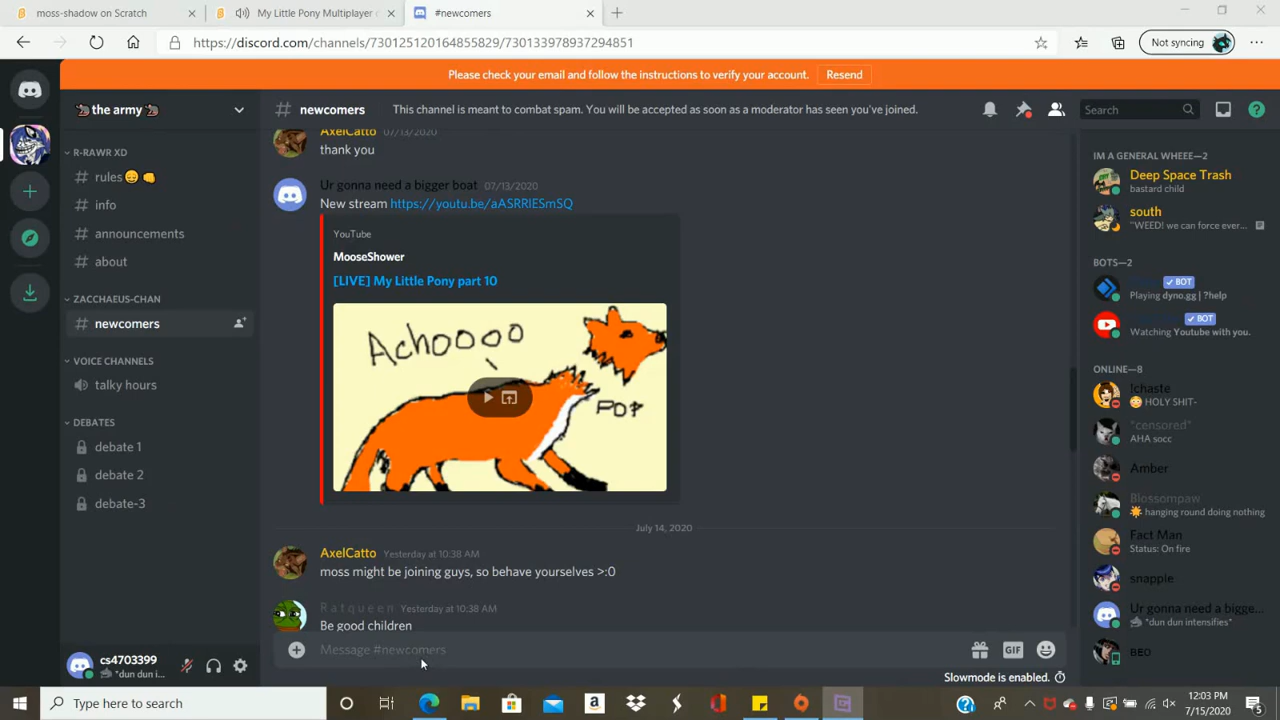 moss-shadow on Scratch
My Little Pony Multiplayer
#newcomers
https://discord.com/channels/730125120164855829/730133978937294851
Not syncing
Please check your email and follow the instructions to verify your account.
Resend
the army
newcomers
This channel is meant to combat spam. You will be accepted as soon as a moderator has seen you've joined.
Search
R-RAWR XD
rules
info
announcements
about
ZACCHAEUS-CHAN
newcomers
VOICE CHANNELS
talky hours
DEBATES
debate 1
debate 2
debate-3
cs4703399
*dun dun i...
AxelCatto 07/13/2020
thank you
Ur gonna need a bigger boat 07/13/2020
New stream https://youtu.be/aASRRIESmSQ
YouTube
MooseShower
[LIVE] My Little Pony part 10
Achoooo
POP
July 14, 2020
AxelCatto Yesterday at 10:38 AM
moss might be joining guys, so behave yourselves >:0
Ratqueen Yesterday at 10:38 AM
Be good children
Message #newcomers
GIF
Slowmode is enabled.
IM A GENERAL WHEEE—2
Deep Space Trash
bastard child
south
"WEED! we can force ever...
BOTS—2
BOT
Playing dyno.gg | ?help
BOT
Watching Youtube with you.
ONLINE—8
!chaste
HOLY SHIT-
*censored*
AHA socc
Amber
Blossompaw
hanging round doing nothing
Fact Man
Status: On fire
snapple
Ur gonna need a bigge...
*dun dun intensifies*
BEO
Type here to search
12:03 PM
7/15/2020
5